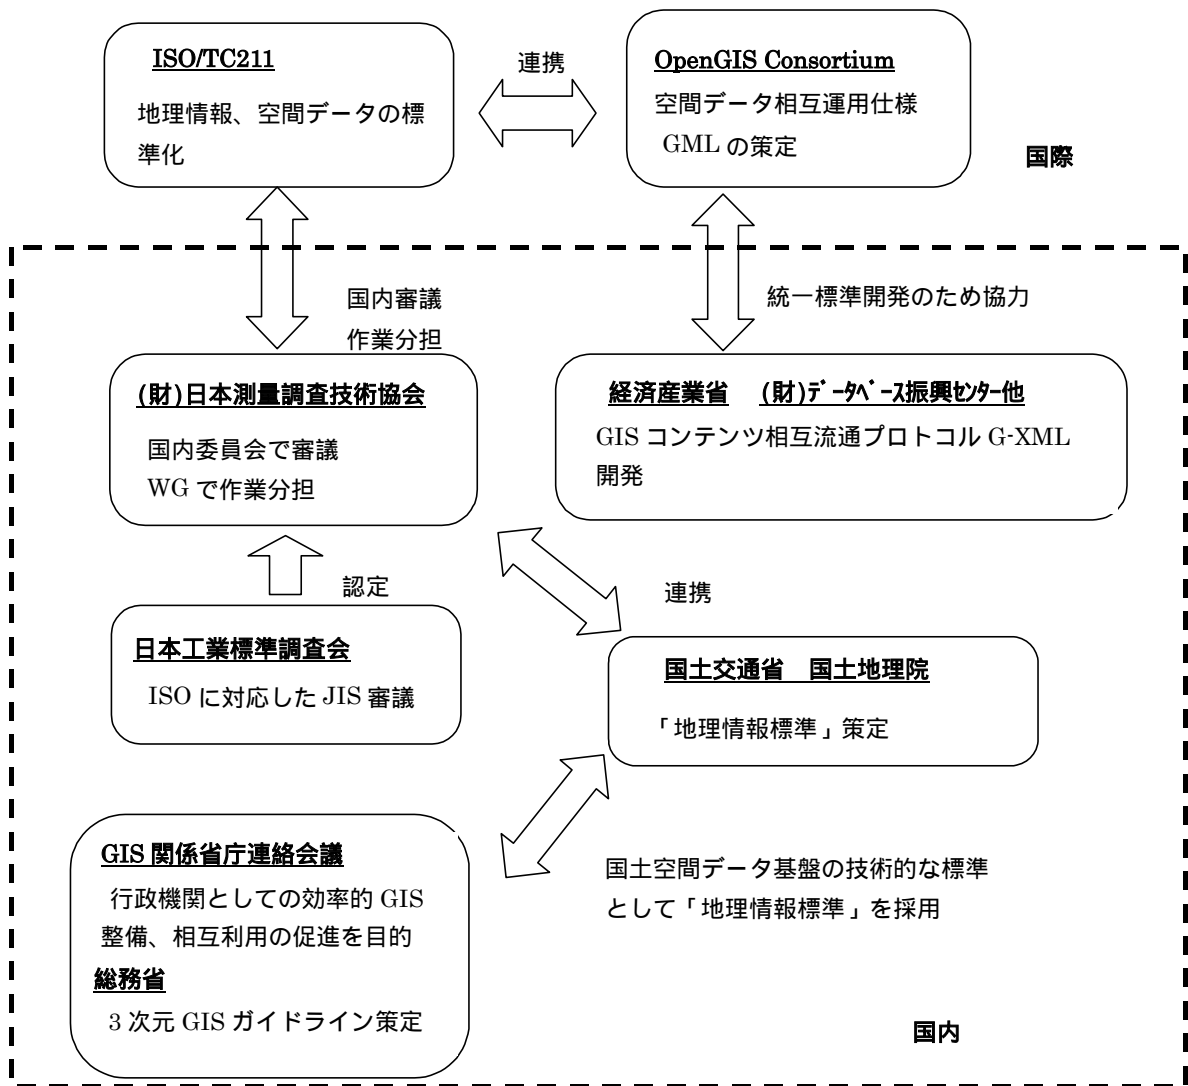 ISO/TC211
地理情報、空間データの標
準化
連携
OpenGIS Consortium
空間データ相互運用仕様
GML の策定
国際
国内審議
作業分担
統一標準開発のため協力
(財)日本測量調査技術協会
国内委員会で審議
WG で作業分担
経済産業省　(財)ﾃﾞｰﾀﾍﾞｰｽ振興ｾﾝﾀｰ他
GIS コンテンツ相互流通プロトコル G-XML
開発
認定
連携
日本工業標準調査会
ISO に対応した JIS 審議
国土交通省　国土地理院
「地理情報標準」策定
GIS 関係省庁連絡会議
行政機関としての効率的 GIS
整備、相互利用の促進を目的
総務省
3 次元 GIS ガイドライン策定
国土空間データ基盤の技術的な標準
として「地理情報標準」を採用
国内